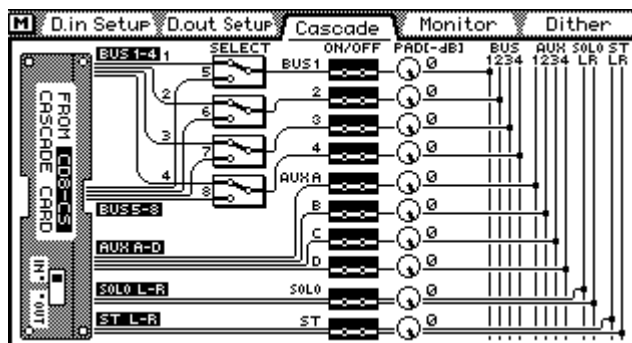 M D.in Setup D.out Setup Cascade Monitor Dither
SELECT ON/OFF PAD[-dB] BUS AUX SOLO ST
1234 1234 LR LR
BUS1-4 1 5 BUS1 0
2 6 2 0
3 7 3 0
4 8 4 0
AUXA 0
BUS5-8 B 0
AUX A-D C 0
D 0
SOLO L-R SOLO 0
ST L-R ST 0
FROM CD8-CS
CASCADE CARD
IN
OUT